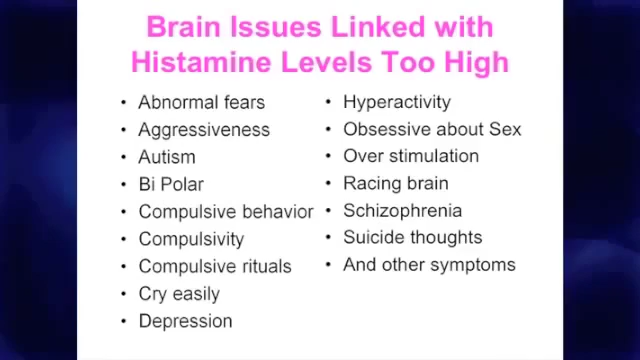 Brain Issues Linked with
Histamine Levels Too High
• Abnormal fears
• Aggressiveness
• Autism
• Bi Polar
• Compulsive behavior
• Compulsivity
• Compulsive rituals
• Cry easily
• Depression
• Hyperactivity
• Obsessive about Sex
• Over stimulation
• Racing brain
• Schizophrenia
• Suicide thoughts
• And other symptoms